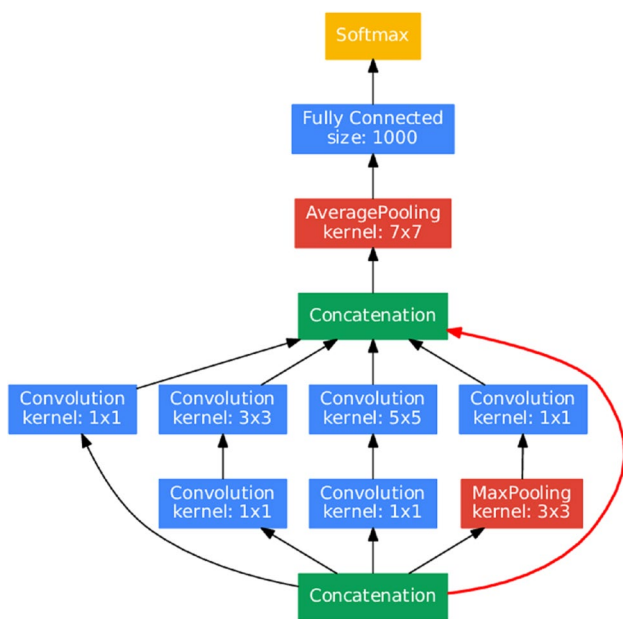 Softmax
Fully Connected
size: 1000
AveragePooling
kernel: 7x7
Concatenation
Convolution
kernel: 1x1
Convolution
kernel: 3x3
Convolution
kernel: 5x5
Convolution
kernel: 1x1
Convolution
kernel: 1x1
Convolution
kernel: 1x1
MaxPooling
kernel: 3x3
Concatenation